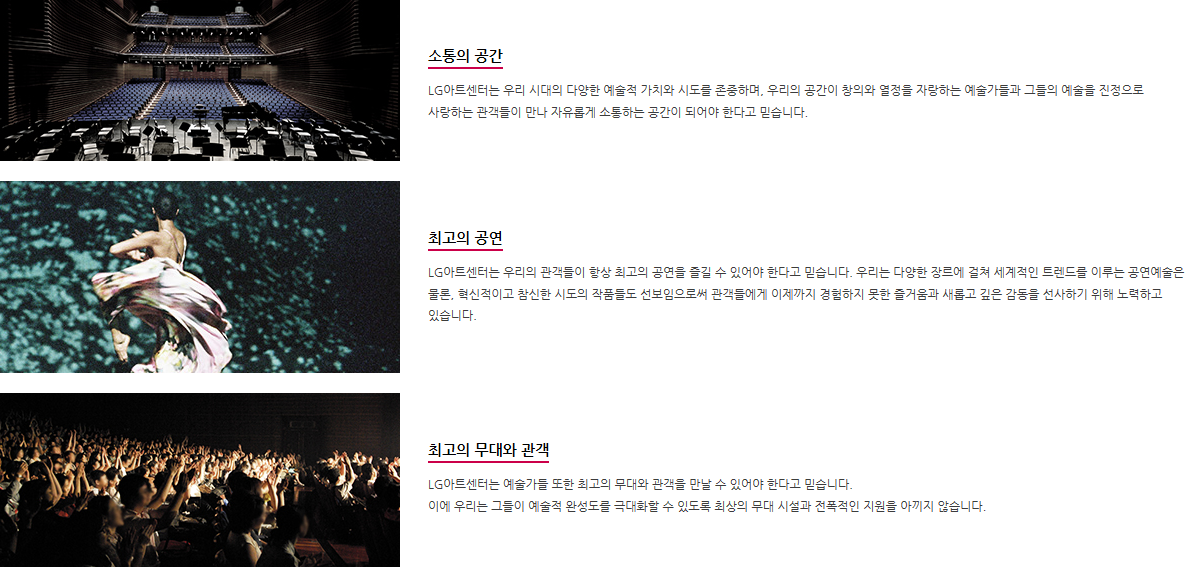 소통의 공간
LG아트센터는 우리 시대의 다양한 예술적 가치와 시도를 존중하며, 우리의 공간이 창의와 열정을 자랑하는 예술가들과 그들의 예술을 진정으로
사랑하는 관객들이 만나 자유롭게 소통하는 공간이 되어야 한다고 믿습니다.
최고의 공연
LG아트센터는 우리의 관객들이 항상 최고의 공연을 즐길 수 있어야 한다고 믿습니다. 우리는 다양한 장르에 걸쳐 세계적인 트렌드를 이루는 공연예술은
물론, 혁신적이고 참신한 시도의 작품들도 선보임으로써 관객들에게 이제까지 경험하지 못한 즐거움과 새롭고 깊은 감동을 선사하기 위해 노력하고
있습니다.
최고의 무대와 관객
LG아트센터는 예술가들 또한 최고의 무대와 관객을 만날 수 있어야 한다고 믿습니다.
이에 우리는 그들이 예술적 완성도를 극대화할 수 있도록 최상의 무대 시설과 전폭적인 지원을 아끼지 않습니다.